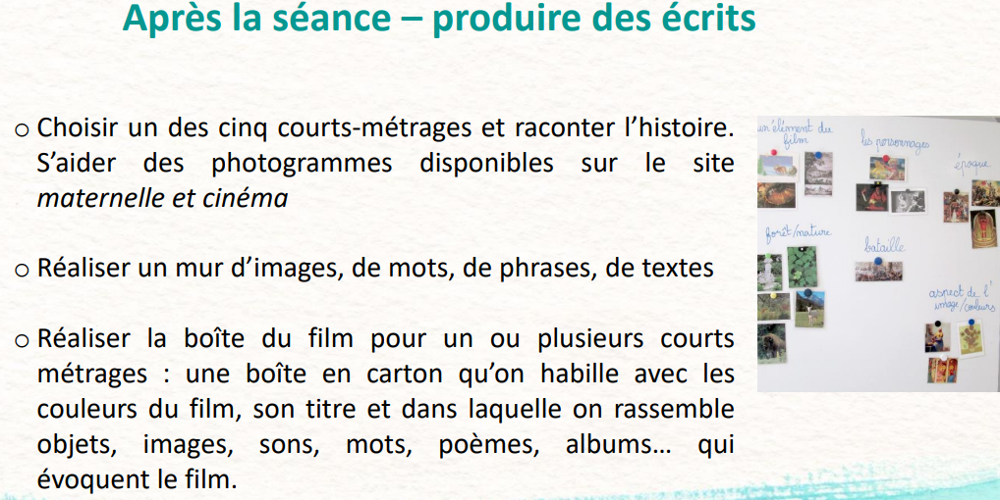 Après la séance – produire des écrits
o Choisir un des cinq courts-métrages et raconter l'histoire.
S'aider des photogrammes disponibles sur le site
maternelle et cinéma
o Réaliser un mur d'images, de mots, de phrases, de textes
o Réaliser la boîte du film pour un ou plusieurs courts
métrages : une boîte en carton qu'on habille avec les
couleurs du film, son titre et dans laquelle on rassemble
objets, images, sons, mots, poèmes, albums... qui
évoquent le film.
un élément du
film
les personnages
époque
forêt/nature
bataille
aspect de l'
image/couleurs